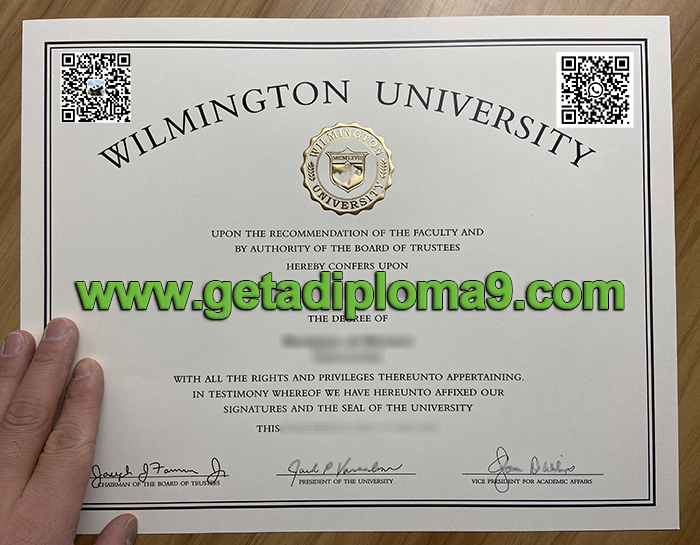 WILMINGTON UNIVERSITY
WILMINGTON
MCMLXVIII
UNIVERSITY
UPON THE RECOMMENDATION OF THE FACULTY AND
BY AUTHORITY OF THE BOARD OF TRUSTEES
HEREBY CONFERS UPON
www.getadiploma9.com
THE DEGREE OF
WITH ALL THE RIGHTS AND PRIVILEGES THEREUNTO APPERTAINING.
IN TESTIMONY WHEREOF WE HAVE HEREUNTO AFFIXED OUR
SIGNATURES AND THE SEAL OF THE UNIVERSITY
THIS
CHAIRMAN OF THE BOARD OF TRUSTEES
PRESIDENT OF THE UNIVERSITY
VICE PRESIDENT FOR ACADEMIC AFFAIRS